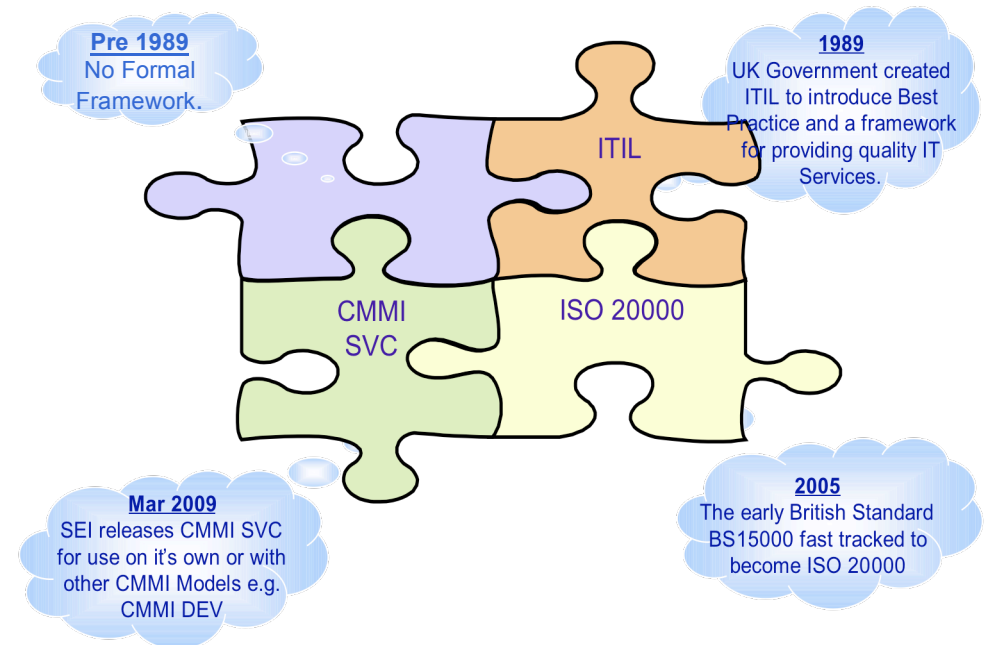 Pre 1989
No Formal
Framework.
1989
UK Government created
ITIL to introduce Best
Practice and a framework
for providing quality IT
Services.
ITIL
CMMI
SVC
ISO 20000
Mar 2009
SEI releases CMMI SVC
for use on it's own or with
other CMMI Models e.g.
CMMI DEV
2005
The early British Standard
BS15000 fast tracked to
become ISO 20000